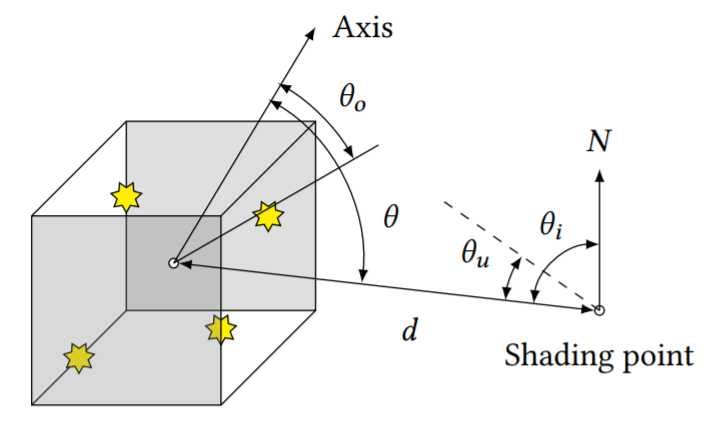 Axis
θo
N
θ
θi
θu
d
Shading point